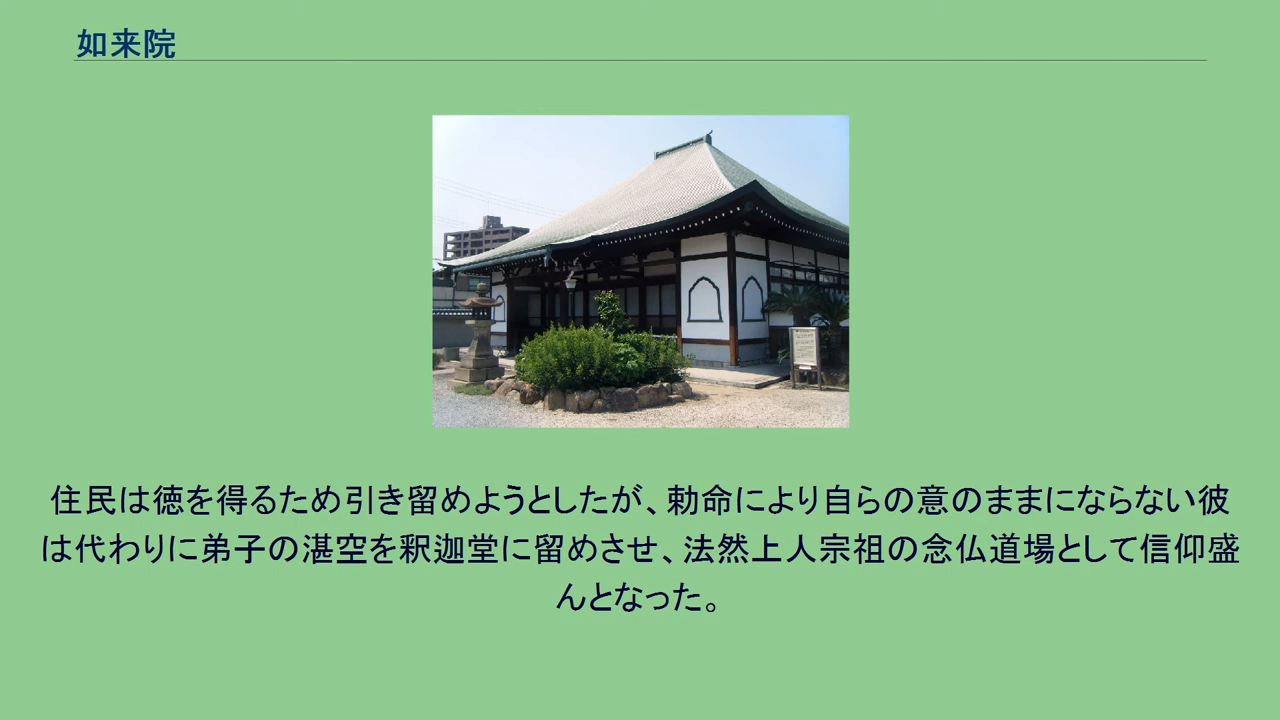 如来院
住民は徳を得るため引き留めようとしたが、勅命により自らの意のままにならない彼
は代わりに弟子の湛空を釈迦堂に留めさせ、法然上人宗祖の念仏道場として信仰盛
んとなった。